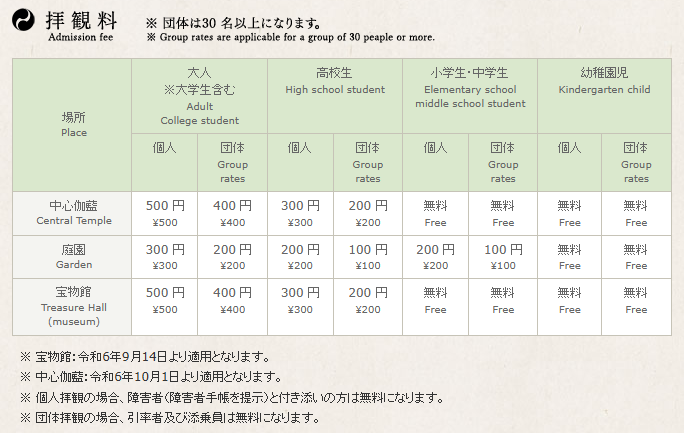 拝観料 ※ 団体は30 名以上になります。
Admission fee ※ Group rates are applicable for a group of 30 peaple or more.
場所
Place
大人
※大学生含む
Adult
College student
高校生
High school student
小学生・中学生
Elementary school
middle school student
幼稚園児
Kindergarten child
個人
団体
Group
rates
個人
団体
Group
rates
個人
団体
Group
rates
個人
団体
Group
rates
中心伽藍 500 円 400 円 300 円 200 円 無料 無料 無料 無料
Central Temple ¥500 ¥400 ¥300 ¥200 Free Free Free Free
庭園 300 円 200 円 200 円 100 円 200 円 100 円 無料 無料
Garden ¥300 ¥200 ¥200 ¥100 ¥200 ¥100 Free Free
宝物館 500 円 400 円 300 円 200 円 無料 無料 無料 無料
Treasure Hall ¥500 ¥400 ¥300 ¥200 Free Free Free Free
(museum)
※ 宝物館：令和6年9月14日より適用となります。
※ 中心伽藍：令和6年10月1日より適用となります。
※ 個人拝観の場合、障害者（障害者手帳を提示）と付き添いの方は無料になります。
※ 団体拝観の場合、引率者及び添乗員は無料になります。